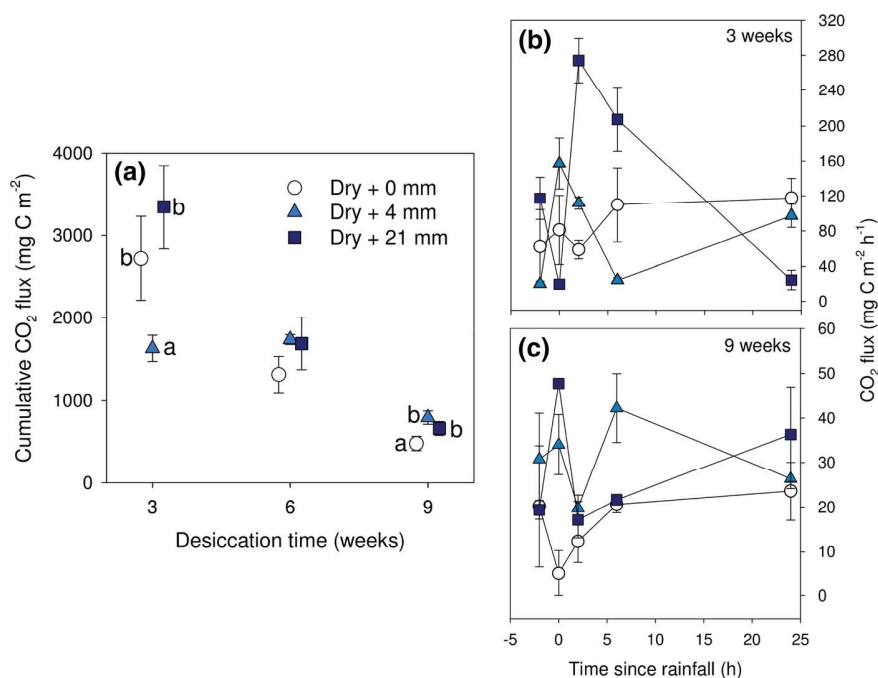 (a)
Dry + 0 mm
Dry + 4 mm
Dry + 21 mm
Cumulative CO₂ flux (mg C m⁻²)
4000
3000
2000
1000
0
b
b
a
b
a
b
3
6
9
Desiccation time (weeks)
(b)
3 weeks
320
280
240
200
160
120
80
40
0
(c)
9 weeks
60
50
40
30
20
10
0
CO₂ flux (mg C m⁻² h⁻¹)
-5
0
5
10
15
20
25
Time since rainfall (h)